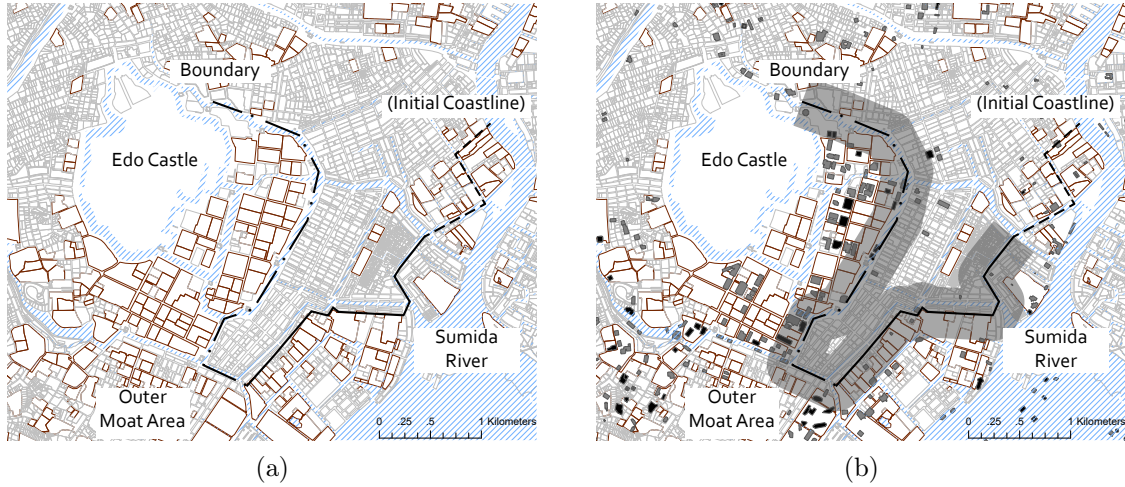 Boundary
(Initial Coastline)
Edo Castle
Sumida
River
Outer
Moat Area
0 .25 .5 1 Kilometers
(a)
Boundary
(Initial Coastline)
Edo Castle
Sumida
River
Outer
Moat Area
0 .25 .5 1 Kilometers
(b)